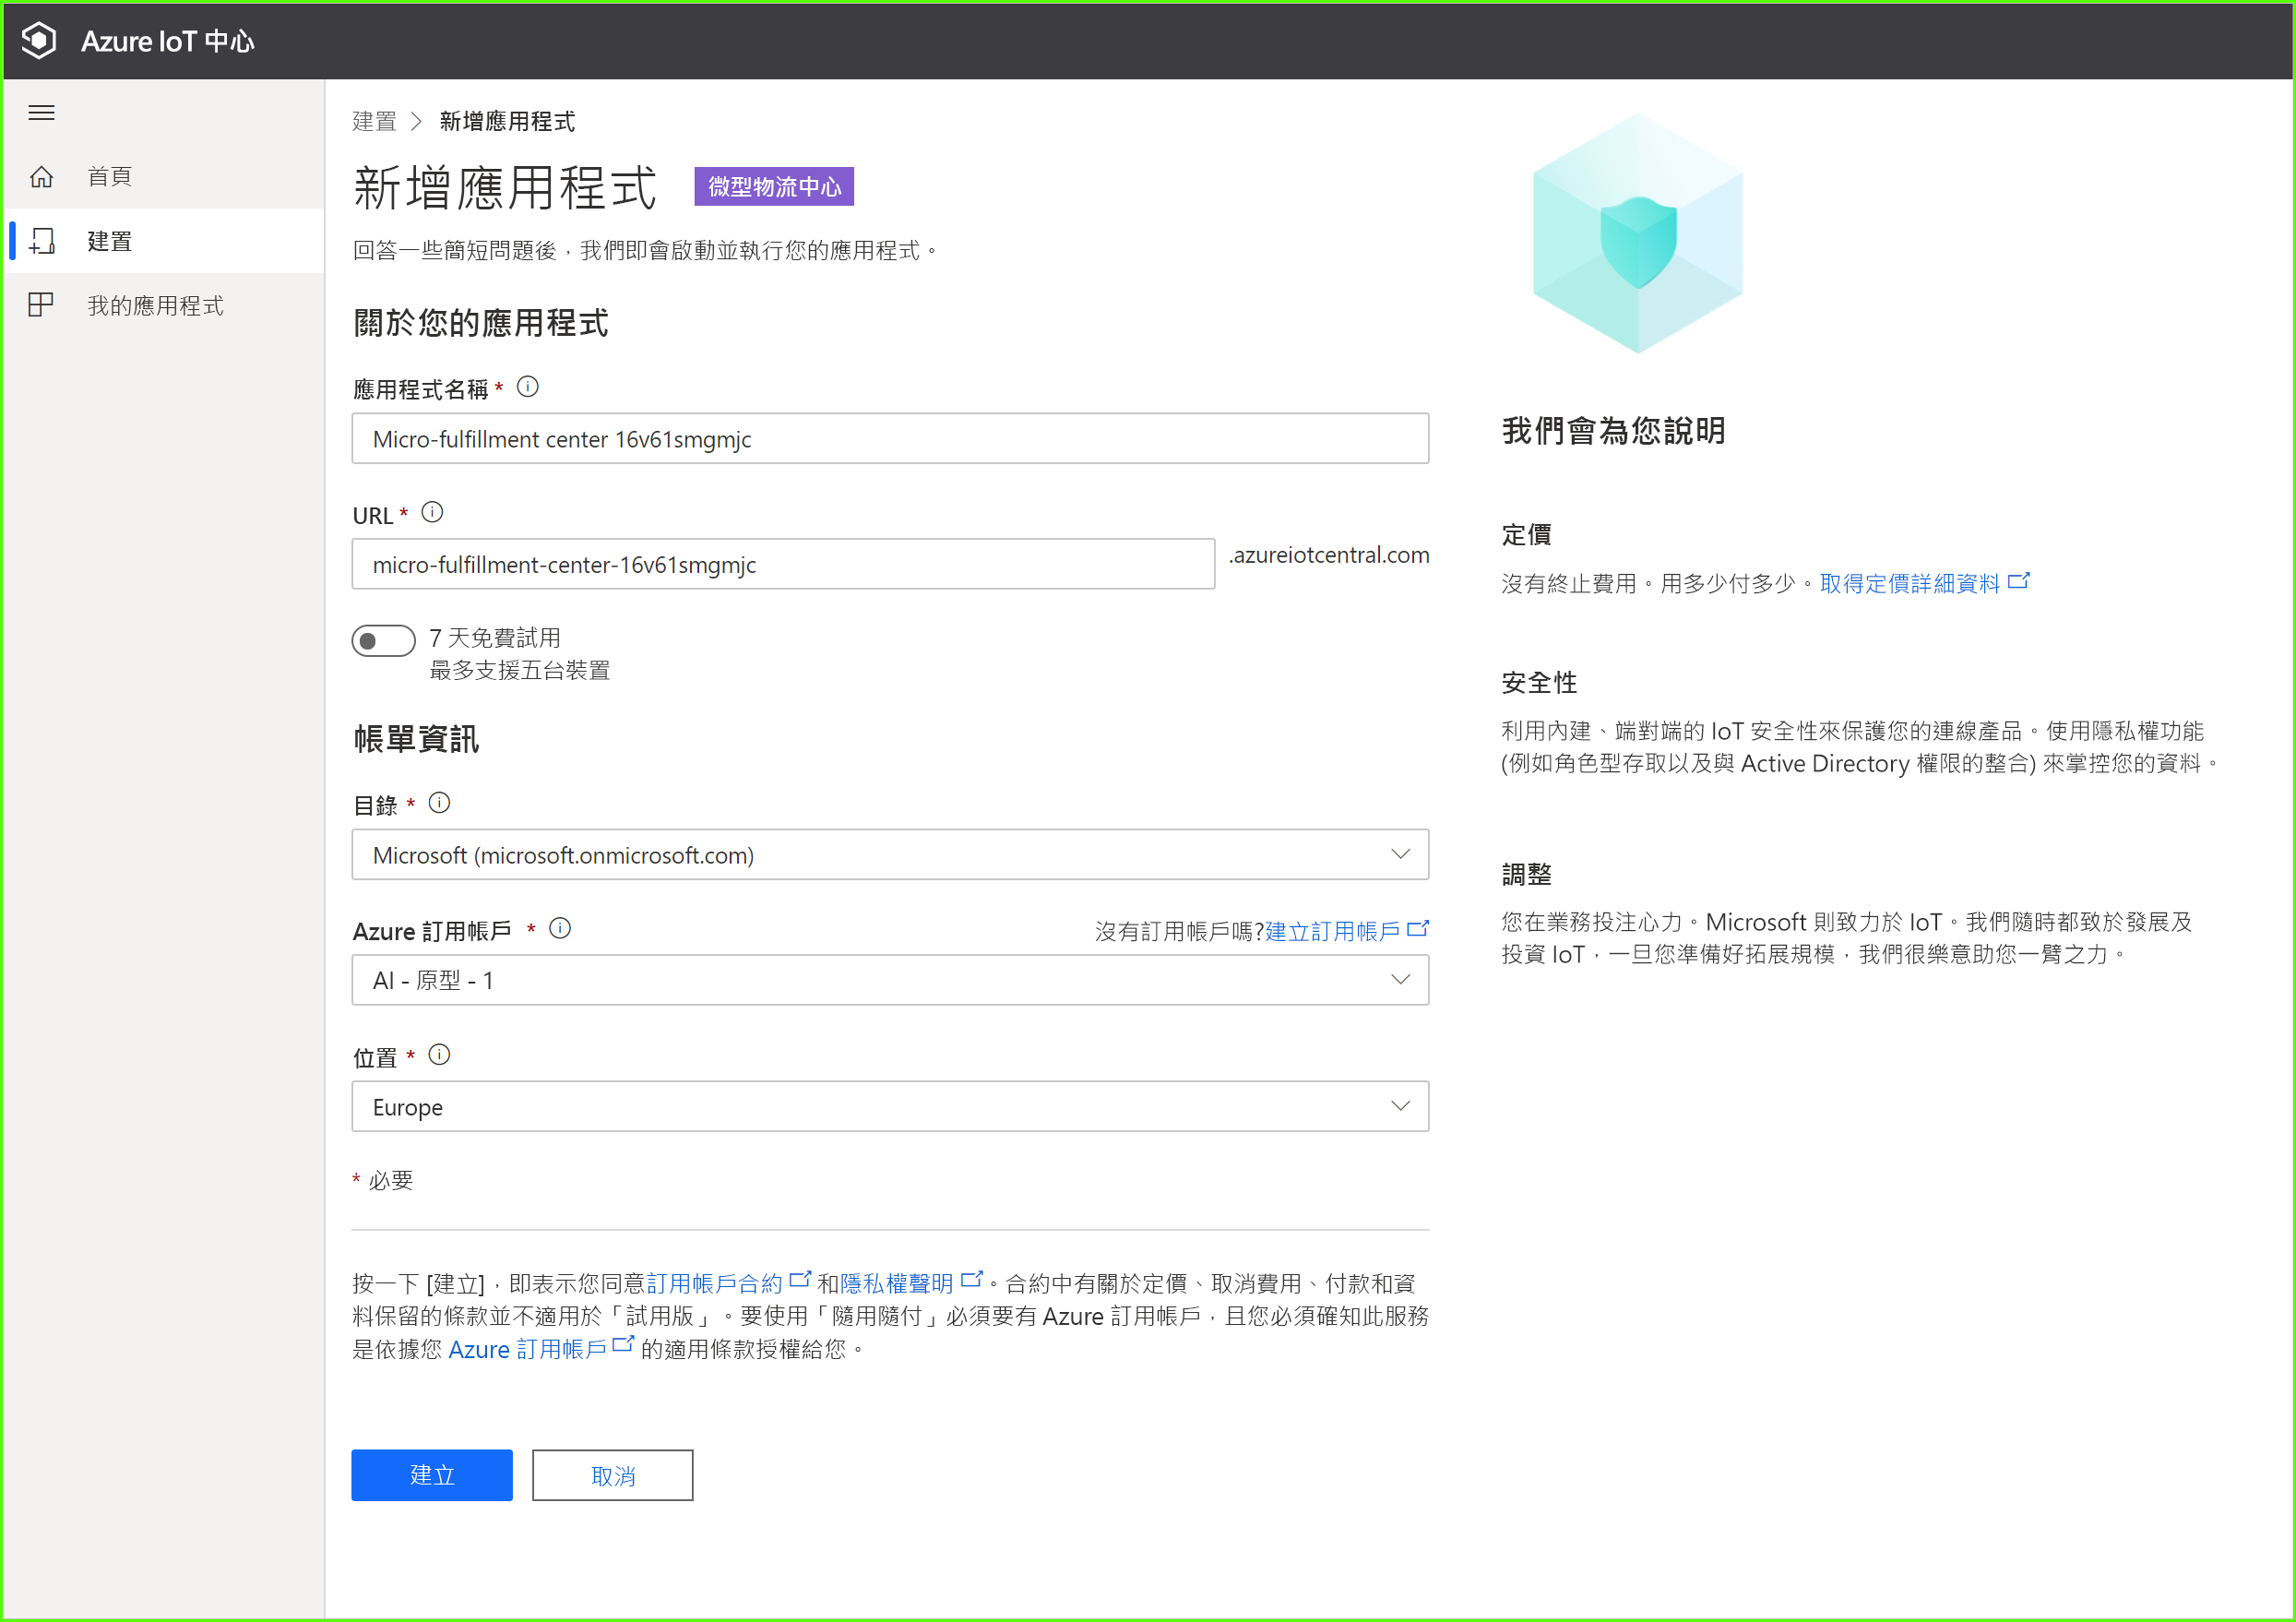 Azure IoT 中心
首頁
建置
我的應用程式
建置 > 新增應用程式
新增應用程式 微型物流中心
回答一些簡短問題後，我們即會啟動並執行您的應用程式。
關於您的應用程式
應用程式名稱 *
Micro-fulfillment center 16v61smgmjc
URL *
micro-fulfillment-center-16v61smgmjc .azureiotcentral.com
7 天免費試用
最多支援五台裝置
帳單資訊
目錄 *
Microsoft (microsoft.onmicrosoft.com)
Azure 訂用帳戶 * 沒有訂用帳戶嗎?建立訂用帳戶
AI - 原型 - 1
位置 *
Europe
* 必要
按一下 [建立]，即表示您同意訂用帳戶合約 和隱私權聲明。合約中有關於定價、取消費用、付款和資
料保留的條款並不適用於「試用版」。要使用「隨用隨付」必須要有 Azure 訂用帳戶，且您必須確知此服務
是依據您 Azure 訂用帳戶 的適用條款授權給您。
建立 取消
我們會為您說明
定價
沒有終止費用。用多少付多少。取得定價詳細資料
安全性
利用內建、端對端的 IoT 安全性來保護您的連線產品。使用隱私權功能
(例如角色型存取以及與 Active Directory 權限的整合) 來掌控您的資料。
調整
您在業務投注心力。Microsoft 則致力於 IoT。我們隨時都致於發展及
投資 IoT，一旦您準備好拓展規模，我們很樂意助您一臂之力。